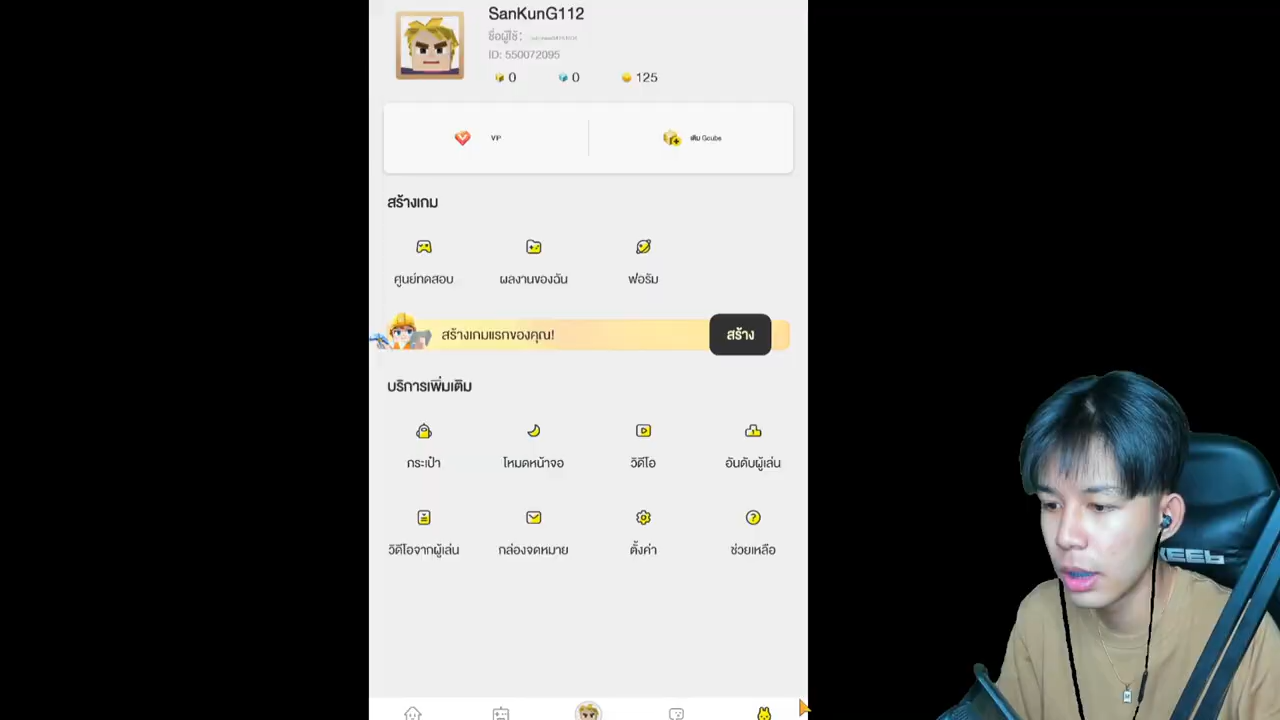 SanKunG112
ชื่อผู้ใช้:
ID: 550072095
0
0
125
VIP
เติม Gcube
สร้างเกม
ศูนย์ทดสอบ
ผลงานของฉัน
ฟอรัม
สร้างเกมแรกของคุณ!
สร้าง
บริการเพิ่มเติม
กระเป๋า
โหมดหน้าจอ
วิดีโอ
อันดับผู้เล่น
วิดีโอจากผู้เล่น
กล่องจดหมาย
ตั้งค่า
ช่วยเหลือ